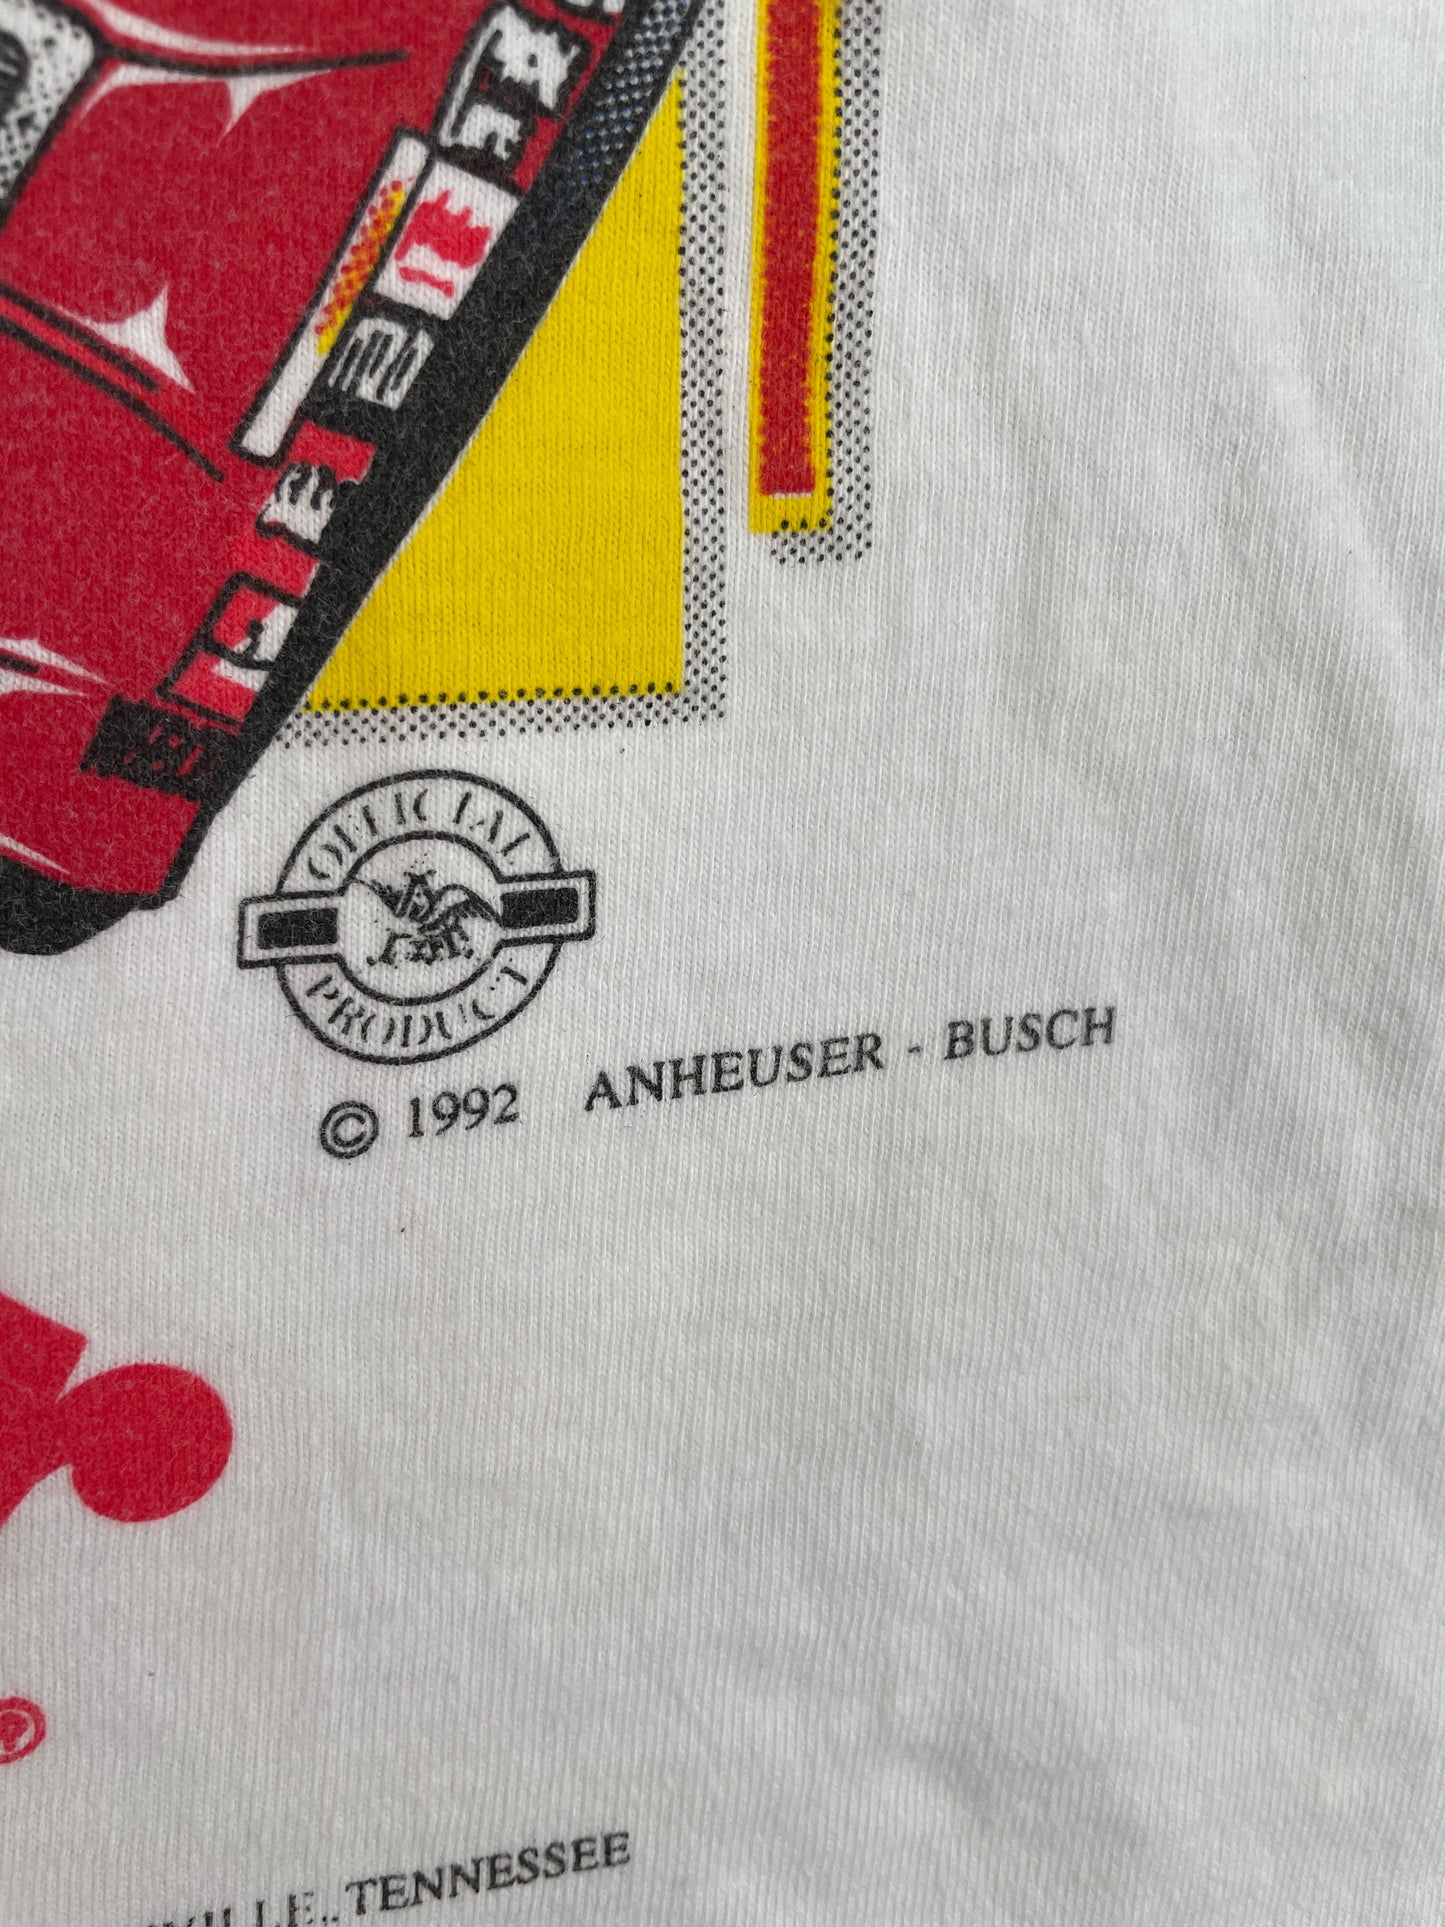 OFFICIAL
PRODUCT
© 1992 ANHEUSER - BUSCH
®
TENNESSEE